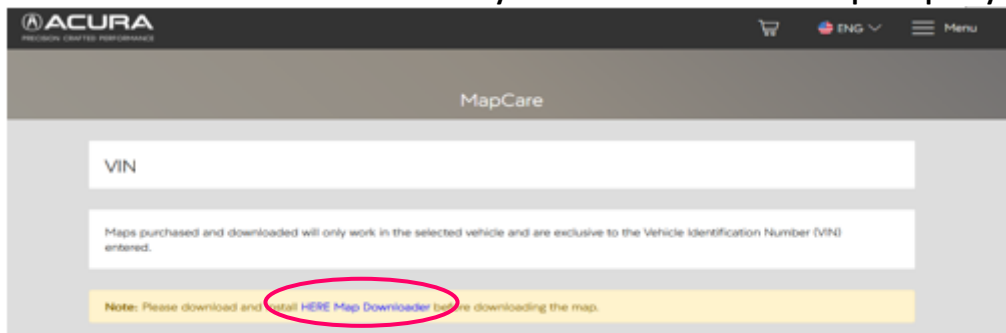 ACURA
PRECISION CRAFTED PERFORMANCE
ENG
Menu
MapCare
VIN
Maps purchased and downloaded will only work in the selected vehicle and are exclusive to the Vehicle Identification Number (VIN)
entered.
Note: Please download and install HERE Map Downloader before downloading the map.